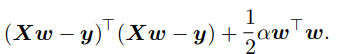 (Xw − y)⊤(Xw − y) + 1/2 αw⊤w.